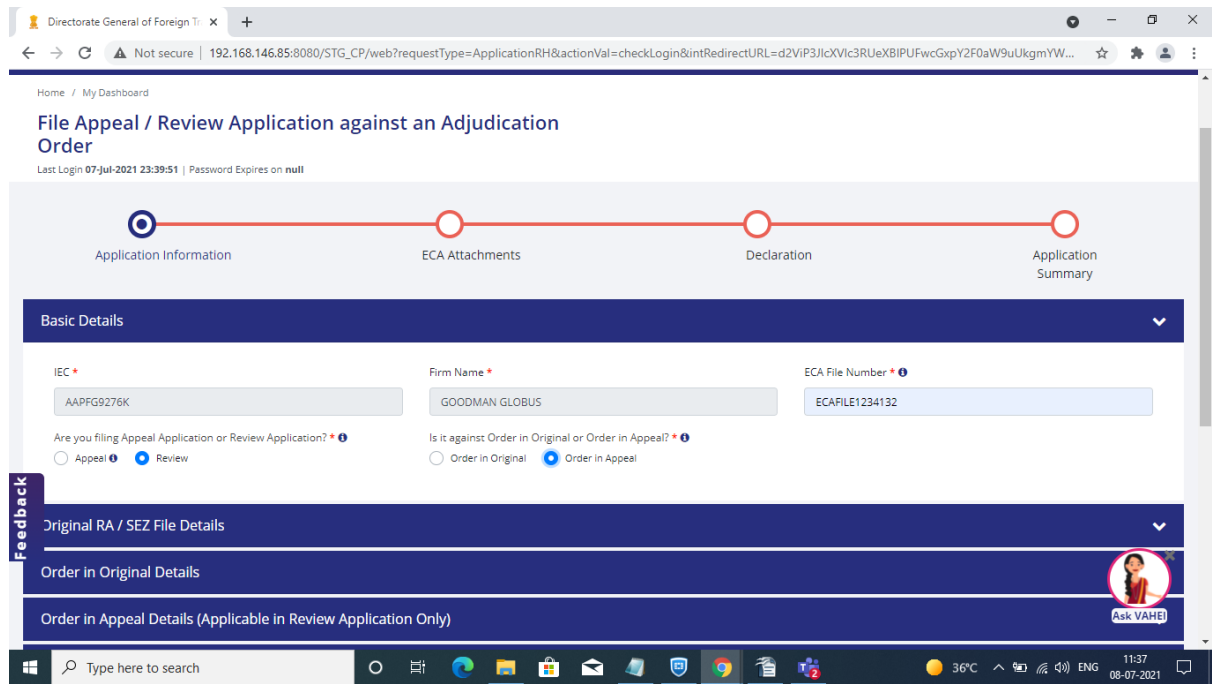 Directorate General of Foreign Tr
Not secure | 192.168.146.85:8080/STG_CP/web?requestType=ApplicationRH&actionVal=checkLogin&intRedirectURL=d2ViP3JlcXVlc3RUeXBlPUFwcGxpY2F0aW9uUkgmYW...
Home / My Dashboard
File Appeal / Review Application against an Adjudication
Order
Last Login 07-Jul-2021 23:39:51 | Password Expires on null
Application Information
ECA Attachments
Declaration
Application
Summary
Basic Details
IEC *
Firm Name *
ECA File Number *
AAPFG9276K
GOODMAN GLOBUS
ECAFILE1234132
Are you filing Appeal Application or Review Application? *
Is it against Order in Original or Order in Appeal? *
Appeal
Review
Order in Original
Order in Appeal
Feedback
Original RA / SEZ File Details
Order in Original Details
Order in Appeal Details (Applicable in Review Application Only)
Ask VAHEI
Type here to search
36°C
ENG
11:37
08-07-2021